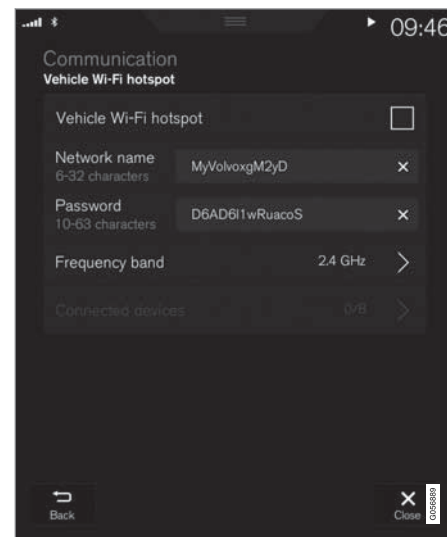 09:46
Communication
Vehicle Wi-Fi hotspot
Vehicle Wi-Fi hotspot
Network name
6-32 characters
MyVolvoxgM2yD
Password
10-63 characters
D6AD6l1wRuacoS
Frequency band
2.4 GHz
Connected devices
0/8
Back
Close
G056889